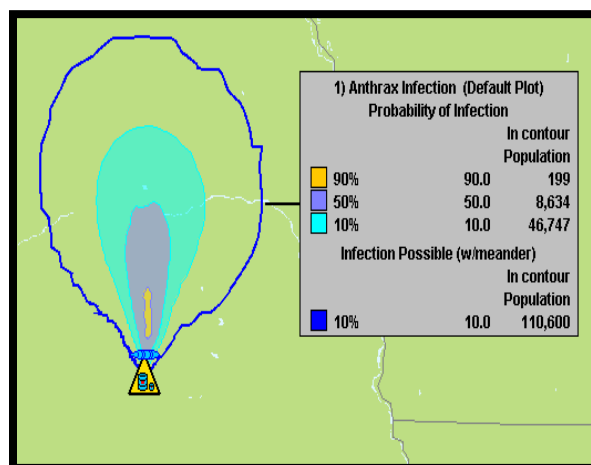 1) Anthrax Infection (Default Plot)
Probability of Infection
In contour
Population
90% 90.0 199
50% 50.0 8,634
10% 10.0 46,747
Infection Possible (w/meander)
In contour
Population
10% 10.0 110,600